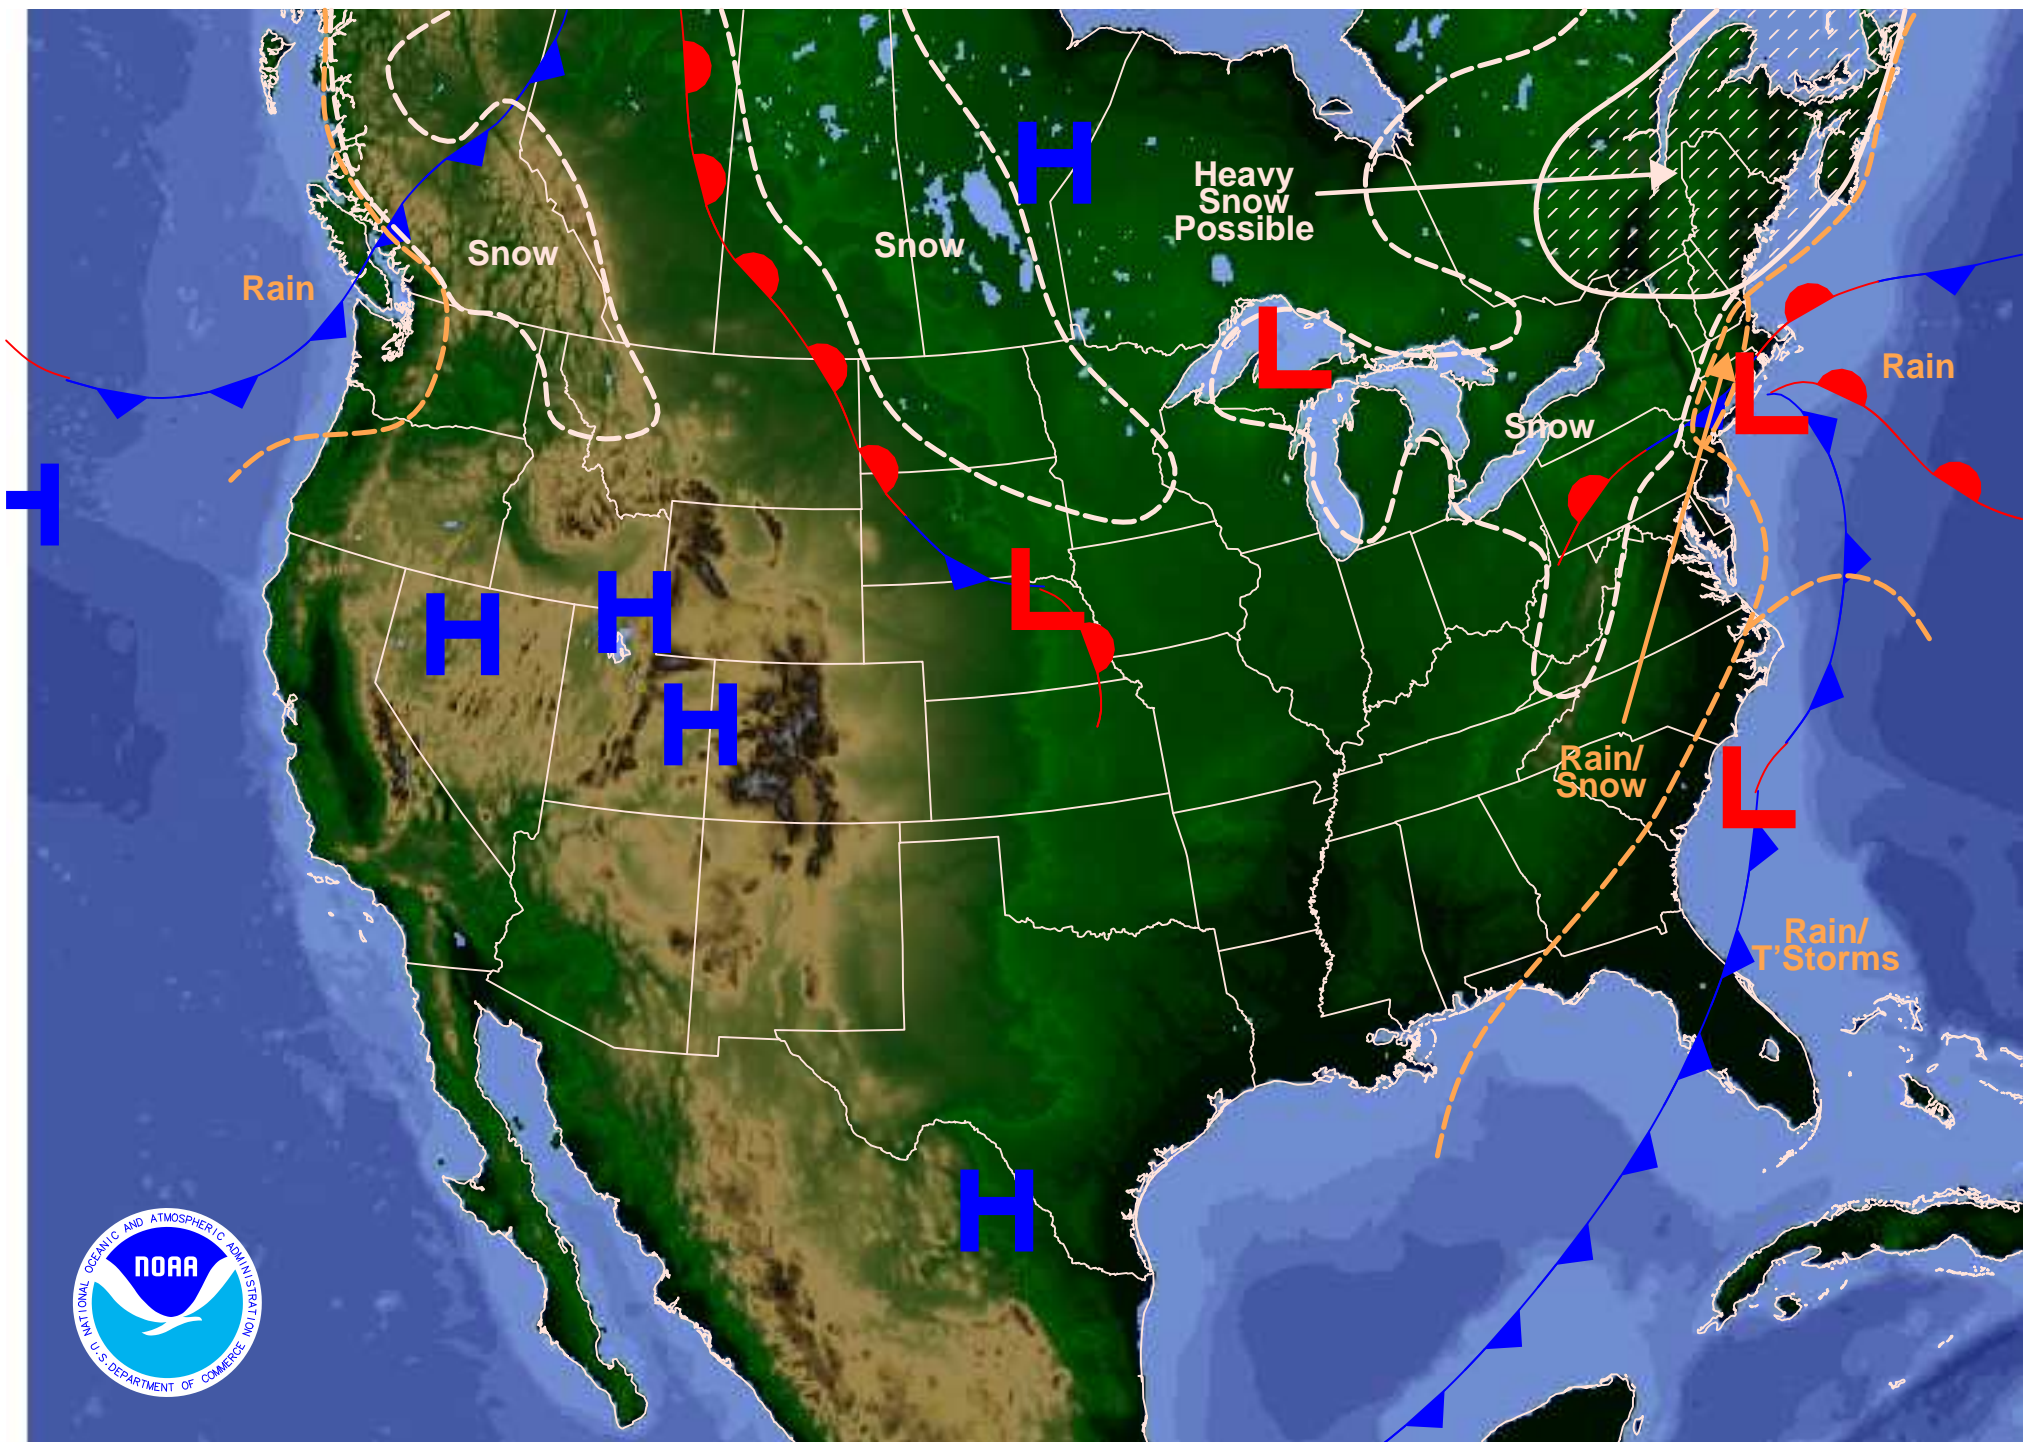 H
Heavy
Snow
Possible
Snow
Snow
Rain
L
L
Rain
Snow
H
H
H
L
H
Rain/
Snow
L
Rain/
T'Storms
H
NATIONAL OCEANIC AND ATMOSPHERIC ADMINISTRATION
NOAA
U.S. DEPARTMENT OF COMMERCE